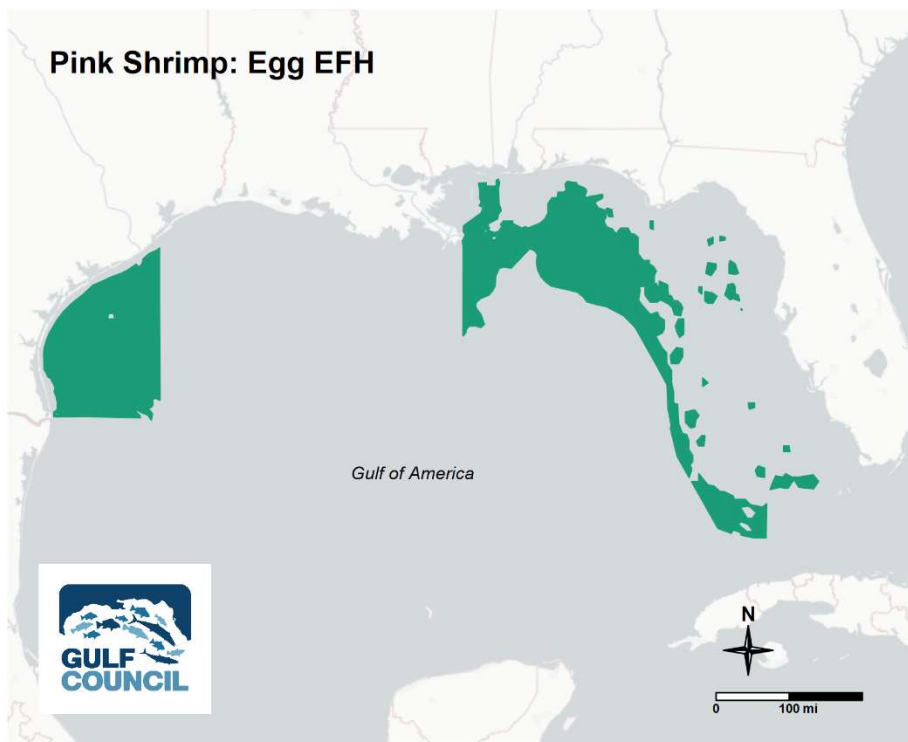 Pink Shrimp: Egg EFH
Gulf of America
GULF
COUNCIL
N
0 100 mi